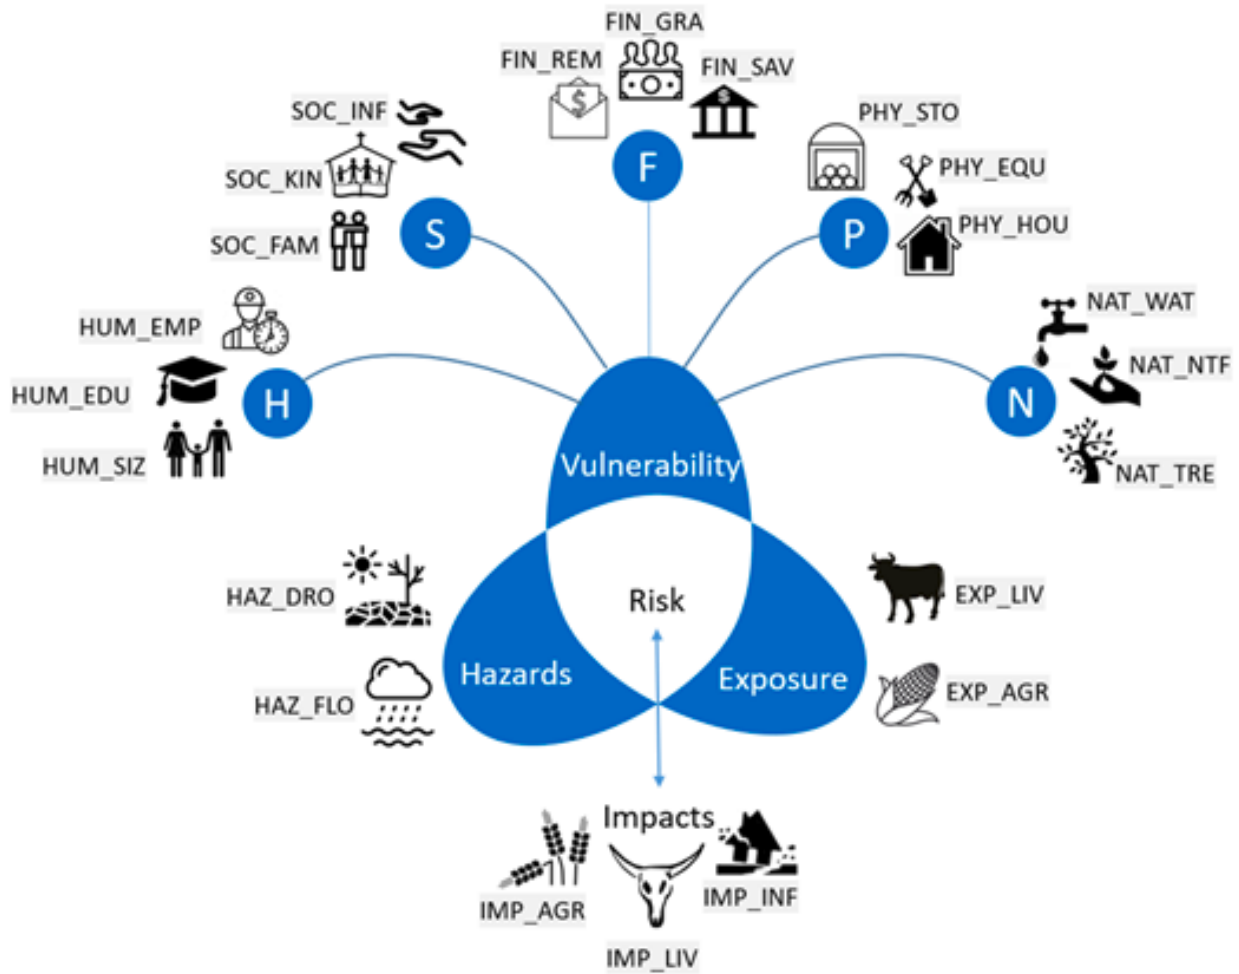 FIN_GRA
FIN_REM
FIN_SAV
$
$
SOC_INF
PHY_STO
F
SOC_KIN
PHY_EQU
SOC_FAM
S
P
PHY_HOU
HUM_EMP
NAT_WAT
HUM_EDU
H
N
NAT_NTF
HUM_SIZ
Vulnerability
NAT_TRE
HAZ_DRO
Risk
EXP_LIV
Hazards
Exposure
HAZ_FLO
EXP_AGR
Impacts
IMP_AGR
IMP_INF
IMP_LIV